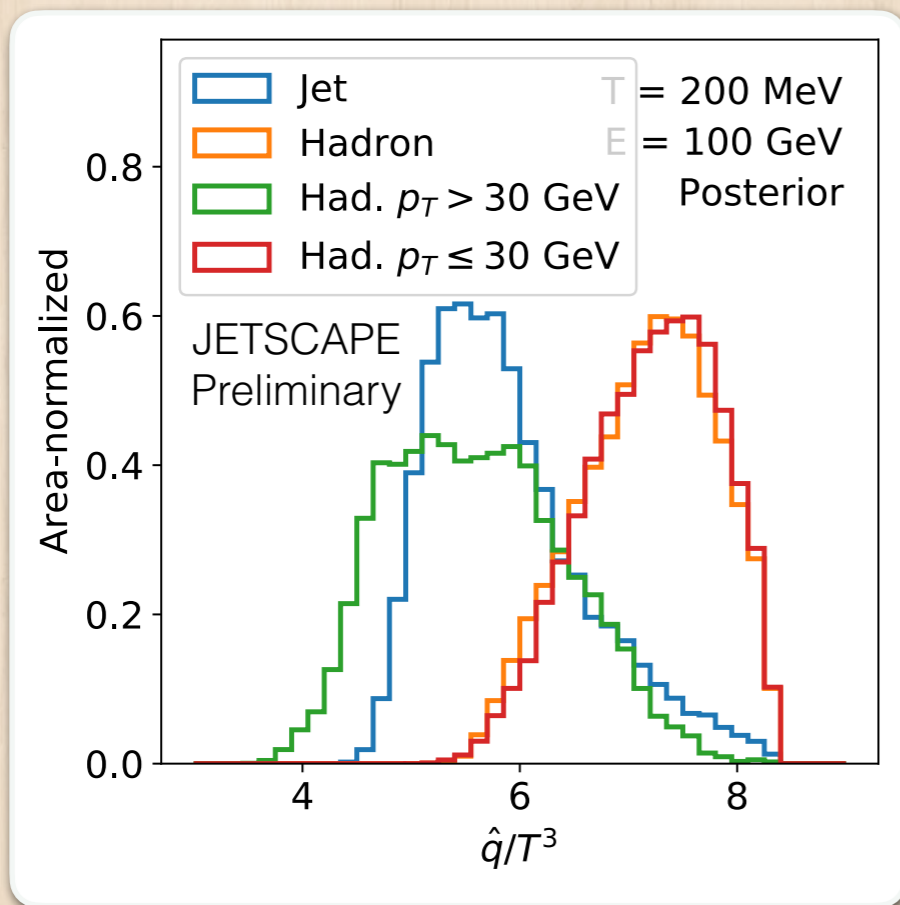 Jet
Hadron
Had. p_T > 30 GeV
Had. p_T ≤ 30 GeV
T = 200 MeV
E = 100 GeV
Posterior
JETSCAPE
Preliminary
Area-normalized
0.8
0.6
0.4
0.2
0.0
4 6 8
q̂/T³